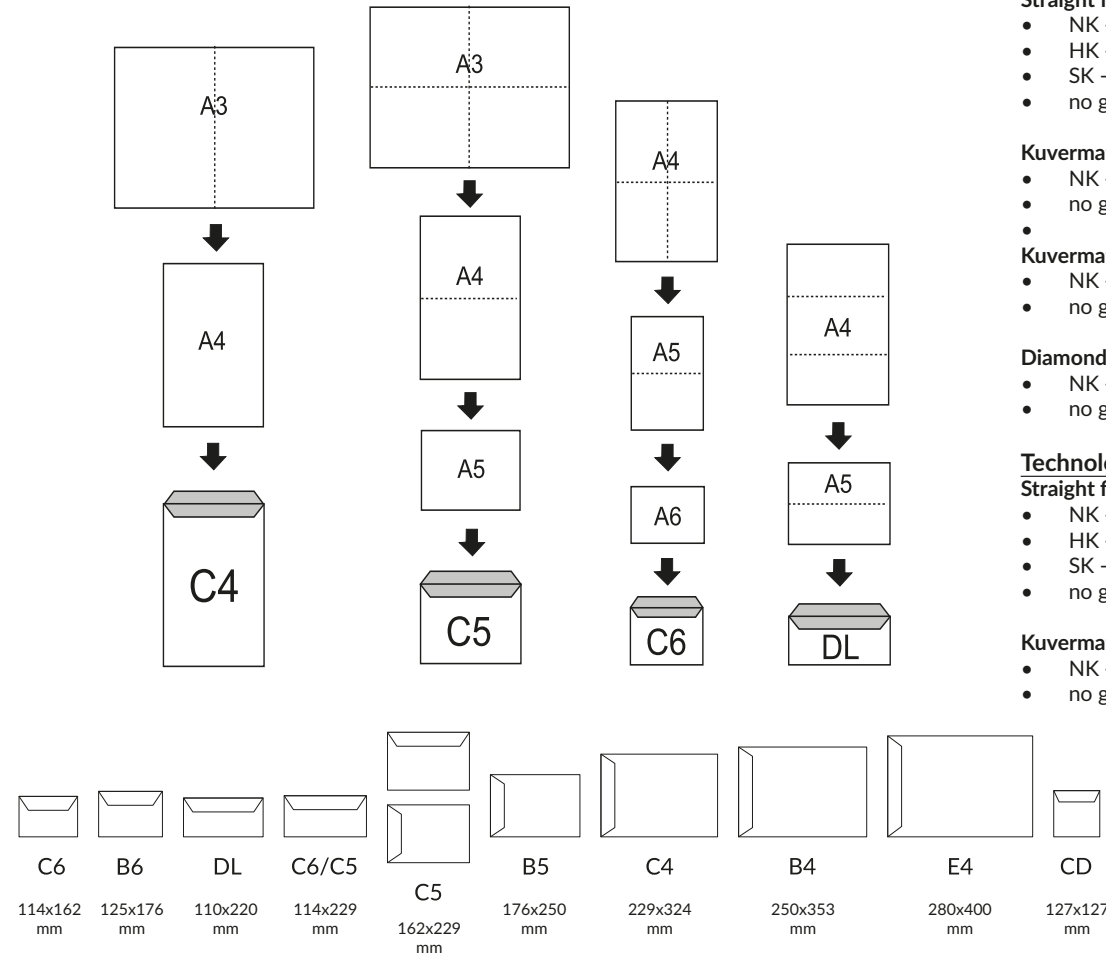 A3
A4
C4
A3
A4
A5
C5
A4
A5
A6
C6
A4
A5
DL
C6
114x162
mm
B6
125x176
mm
DL
110x220
mm
C6/C5
114x229
mm
C5
162x229
mm
B5
176x250
mm
C4
229x324
mm
B4
250x353
mm
E4
280x400
mm
CD
127x127
mm
Straight
• NK
• HK
• SK -
• no
Kuverma
• NK
• no
•
Kuverma
• NK
• no
Diamond
• NK
• no
Technolo
Straight f
• NK
• HK
• SK -
• no
Kuverma
• NK
• no